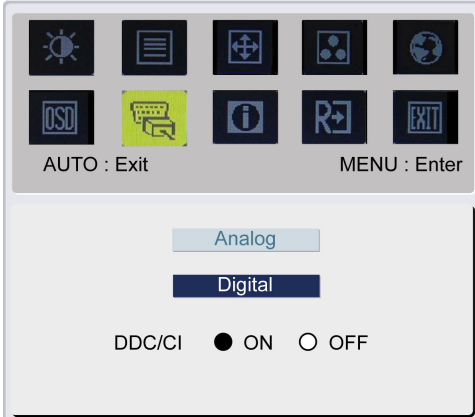 OSD i R EXIT
AUTO : Exit MENU : Enter
Analog
Digital
DDC/CI ON OFF